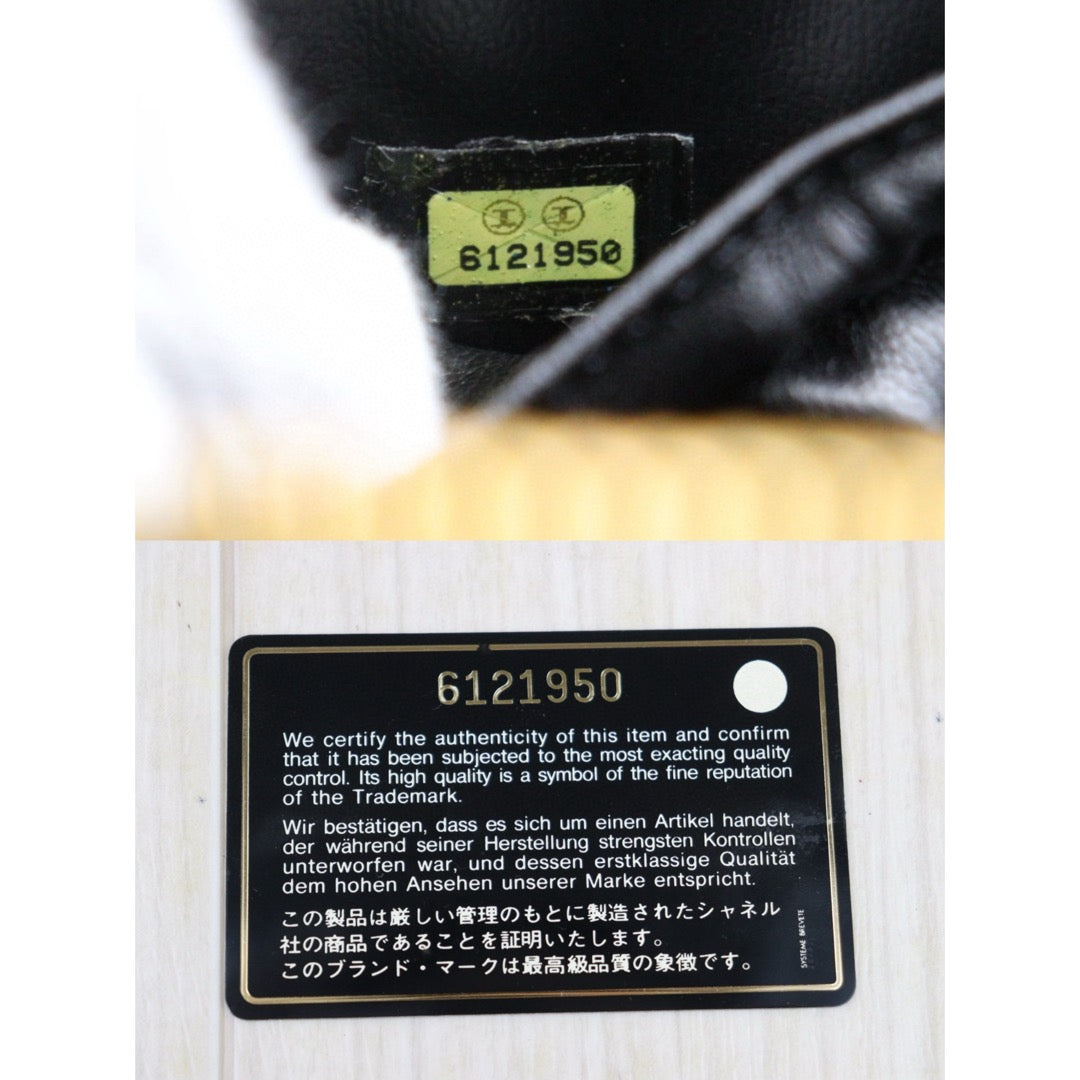 6121950
6121950
We certify the authenticity of this item and confirm
that it has been subjected to the most exacting quality
control. Its high quality is a symbol of the fine reputation
of the Trademark.
Wir bestätigen, dass es sich um einen Artikel handelt,
der während seiner Herstellung strengsten Kontrollen
unterworfen war, und dessen erstklassige Qualität
dem hohen Ansehen unserer Marke entspricht.
この製品は厳しい管理のもとに製造されたシャネル
社の商品であることを証明いたします。
このブランド・マークは最高級品質の象徴です。
SYSTEME BREVETE